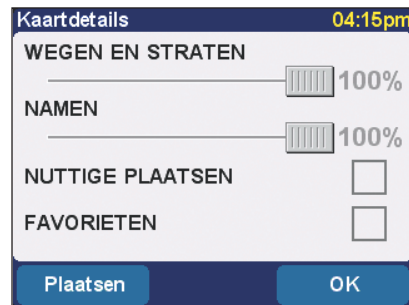 Kaartdetails 04:15pm
WEGEN EN STRATEN
100%
NAMEN
100%
NUTTIGE PLAATSEN
FAVORIETEN
Plaatsen OK